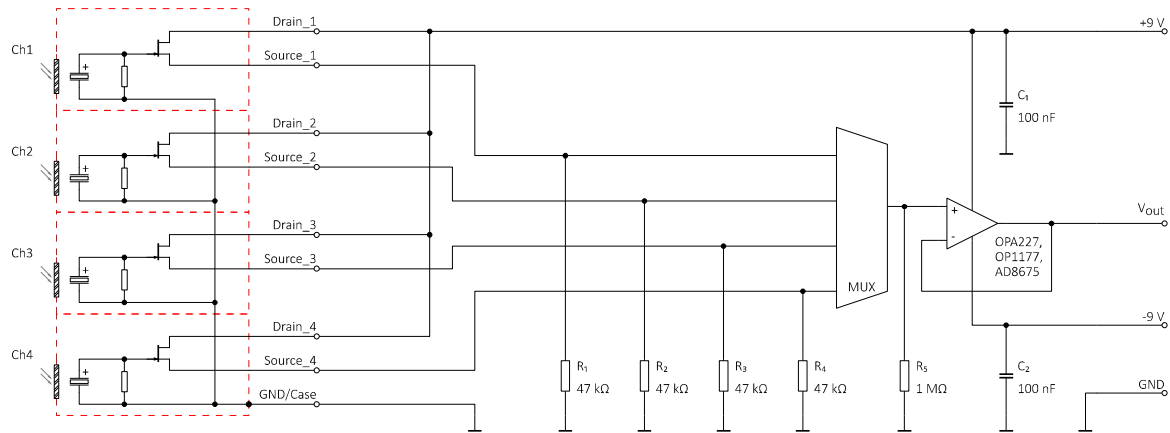 Drain_1
+9 V
Ch1
Source_1
+
C₁
100 nF
Drain_2
Ch2
Source_2
+
Drain_3
Ch3
Source_3
+
MUX
+
-
OPA227,
OP1177,
AD8675
Vout
Drain_4
-9 V
Ch4
Source_4
+
R₁
47 kΩ
R₂
47 kΩ
R₃
47 kΩ
R₄
47 kΩ
R₅
1 MΩ
C₂
100 nF
GND/Case
GND